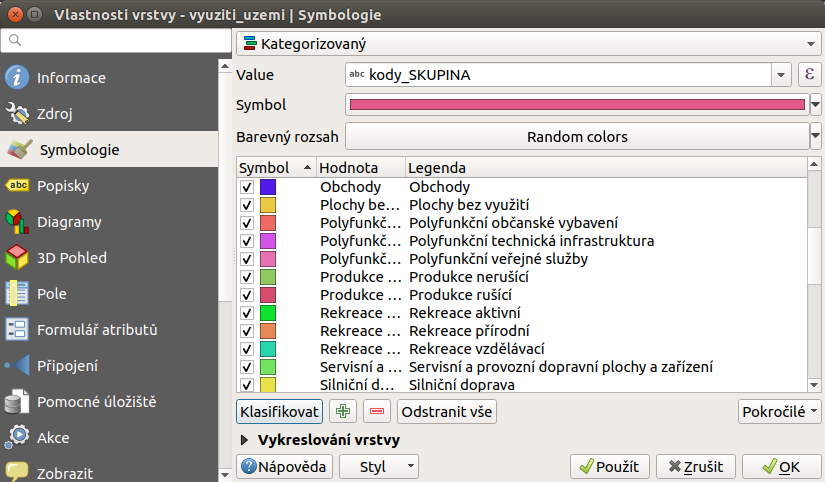 Vlastnosti vrstvy - vyuziti_uzemi | Symbologie
Informace
Zdroj
Symbologie
abc Popisky
Diagramy
3D Pohled
Pole
Formulář atributů
Připojení
Pomocné úložiště
Akce
Zobrazit
Kategorizovaný
Value abc kody_SKUPINA ε
Symbol
Barevný rozsah Random colors
Symbol Hodnota Legenda
Obchody Obchody
Plochy be... Plochy bez využití
Polyfunkč... Polyfunkční občanské vybavení
Polyfunkč... Polyfunkční technická infrastruktura
Polyfunkč... Polyfunkční veřejné služby
Produkce ... Produkce nerušící
Produkce ... Produkce rušící
Rekreace ... Rekreace aktivní
Rekreace ... Rekreace přírodní
Rekreace ... Rekreace vzdělávací
Servisní a ... Servisní a provozní dopravní plochy a zařízení
Silniční d... Silniční doprava
Klasifikovat Odstranit vše Pokročilé
Vykreslování vrstvy
Nápověda Styl Použít Zrušit OK